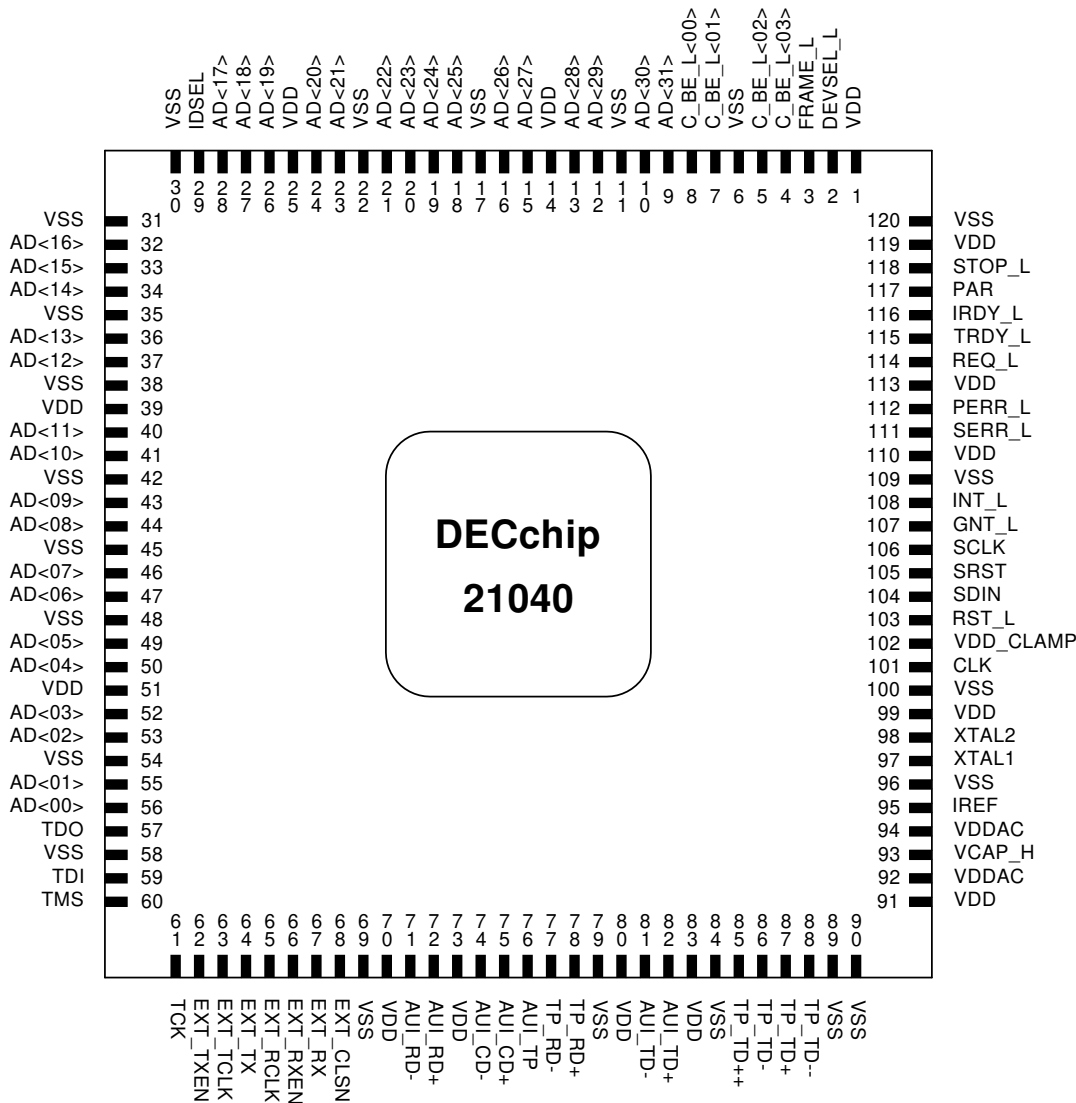 VSS
IDSEL
AD<17>
AD<18>
AD<19>
VDD
AD<20>
AD<21>
VSS
AD<22>
AD<23>
AD<24>
AD<25>
VSS
AD<26>
AD<27>
VDD
AD<28>
AD<29>
VSS
AD<30>
AD<31>
C_BE_L<00>
C_BE_L<01>
VSS
C_BE_L<02>
C_BE_L<03>
FRAME_L
DEVSEL_L
VDD
30 29 28 27 26 25 24 23 22 21 20 19 18 17 16 15 14 13 12 11 10 9 8 7 6 5 4 3 2 1
VSS 31
AD<16> 32
AD<15> 33
AD<14> 34
VSS 35
AD<13> 36
AD<12> 37
VSS 38
VDD 39
AD<11> 40
AD<10> 41
VSS 42
AD<09> 43
AD<08> 44
VSS 45
AD<07> 46
AD<06> 47
VSS 48
AD<05> 49
AD<04> 50
VDD 51
AD<03> 52
AD<02> 53
VSS 54
AD<01> 55
AD<00> 56
TDO 57
VSS 58
TDI 59
TMS 60
DECchip
21040
120 VSS
119 VDD
118 STOP_L
117 PAR
116 IRDY_L
115 TRDY_L
114 REQ_L
113 VDD
112 PERR_L
111 SERR_L
110 VDD
109 VSS
108 INT_L
107 GNT_L
106 SCLK
105 SRST
104 SDIN
103 RST_L
102 VDD_CLAMP
101 CLK
100 VSS
99 VDD
98 XTAL2
97 XTAL1
96 VSS
95 IREF
94 VDDAC
93 VCAP_H
92 VDDAC
91 VDD
61 62 63 64 65 66 67 68 69 70 71 72 73 74 75 76 77 78 79 80 81 82 83 84 85 86 87 88 89 90
TCK
EXT_TXEN
EXT_TCLK
EXT_TX
EXT_RCLK
EXT_RXEN
EXT_RX
EXT_CLSN
VSS
VDD
AUI_RD-
AUI_RD+
VDD
AUI_CD-
AUI_CD+
AUI_TP
TP_RD-
TP_RD+
VSS
VDD
AUI_TD-
AUI_TD+
VDD
VSS
TP_TD++
TP_TD-
TP_TD+
TP_TD--
VSS
VSS